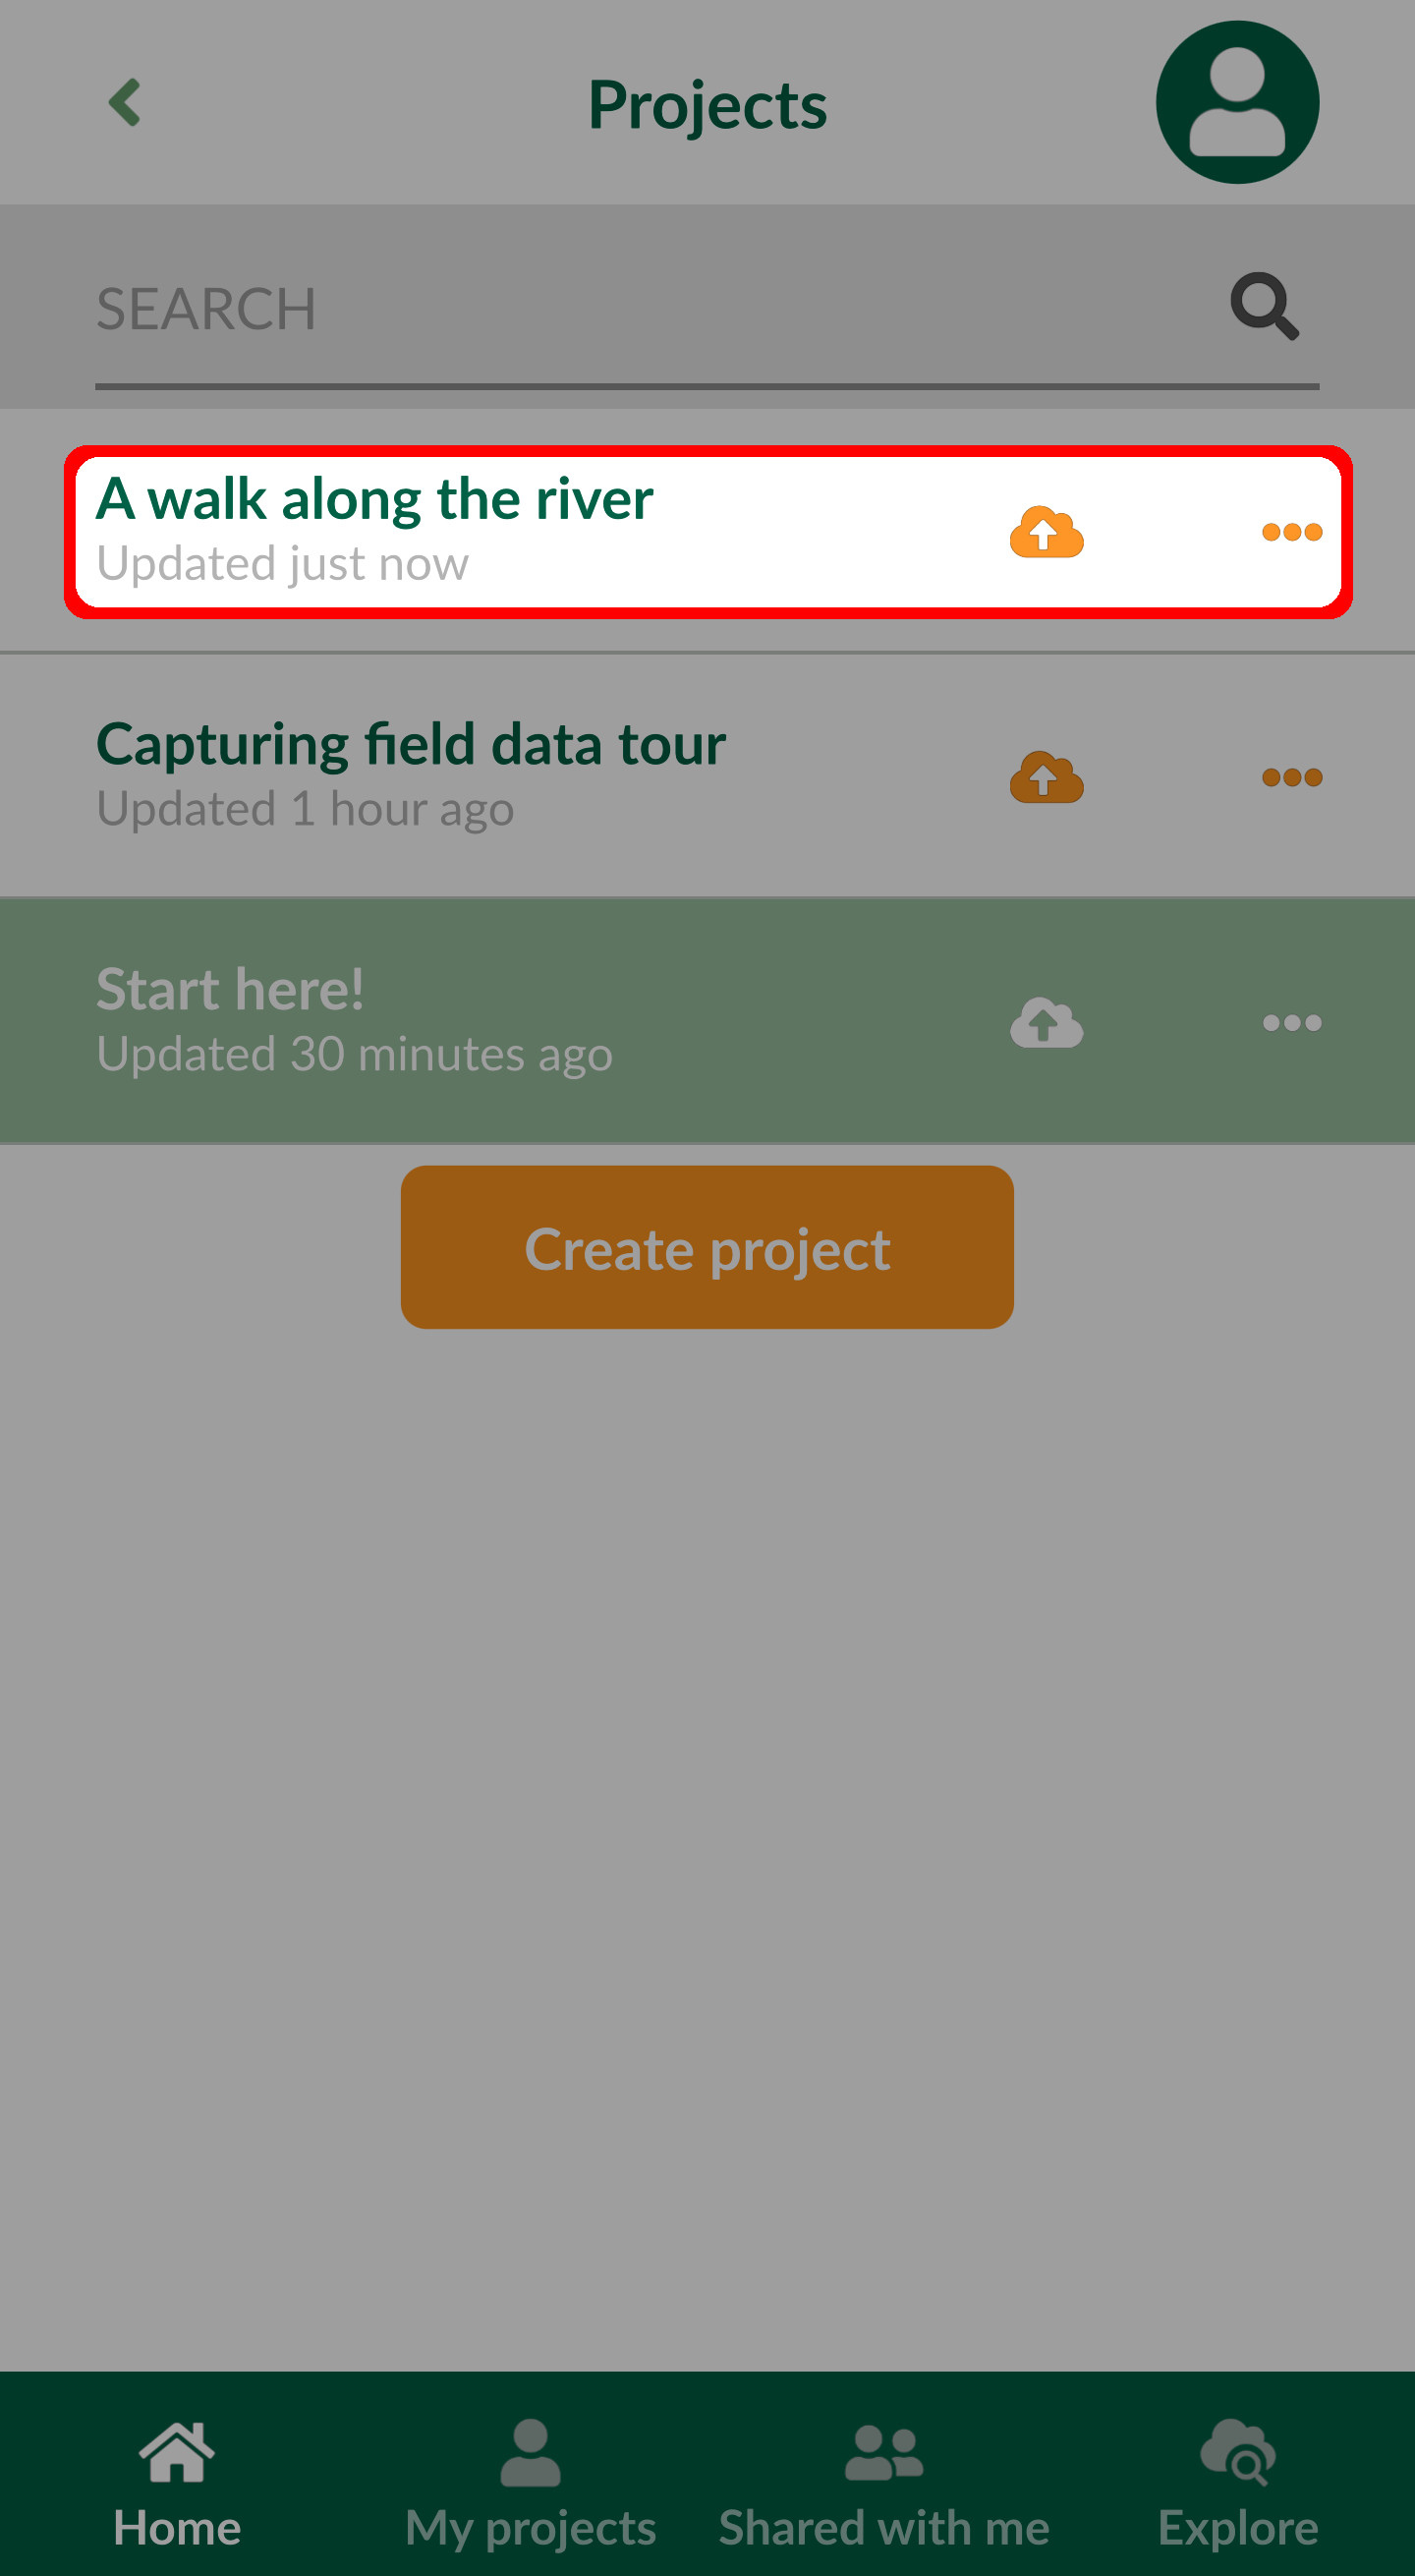 Projects
SEARCH
A walk along the river
Updated just now
Capturing field data tour
Updated 1 hour ago
Start here!
Updated 30 minutes ago
Create project
Home
My projects
Shared with me
Explore